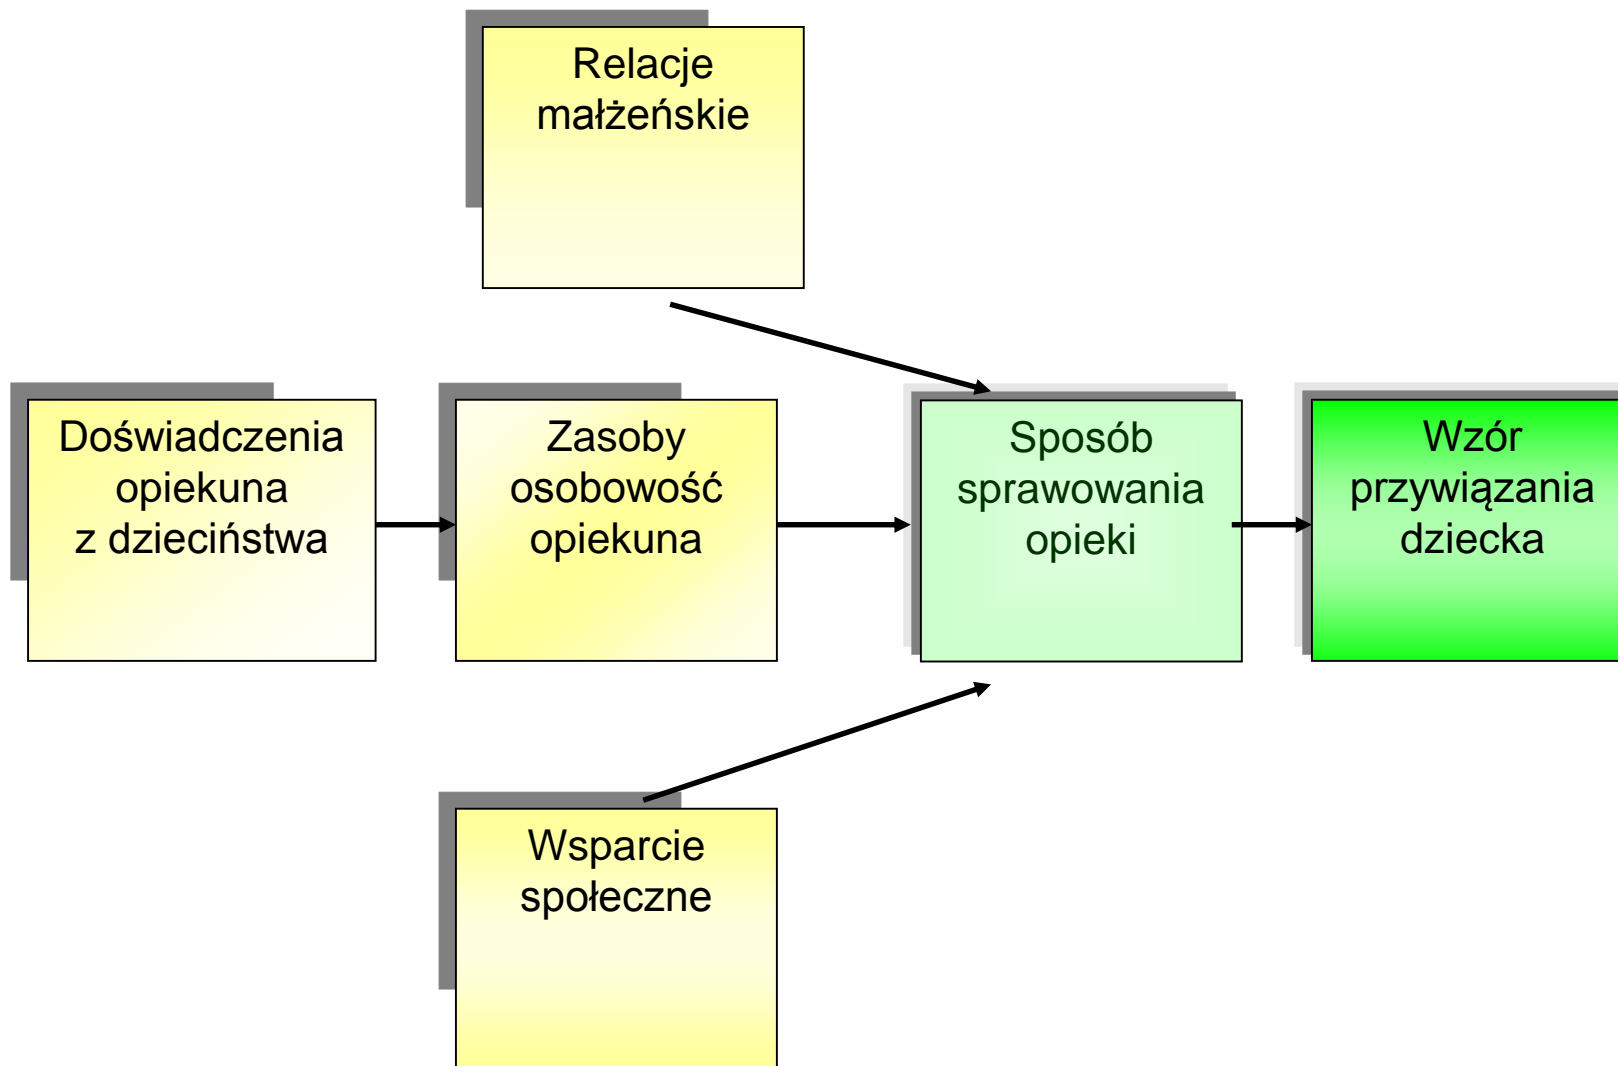 Relacje
małżeńskie
Doświadczenia
opiekuna
z dzieciństwa
Zasoby
osobowość
opiekuna
Sposób
sprawowania
opieki
Wzór
przywiązania
dziecka
Wsparcie
społeczne